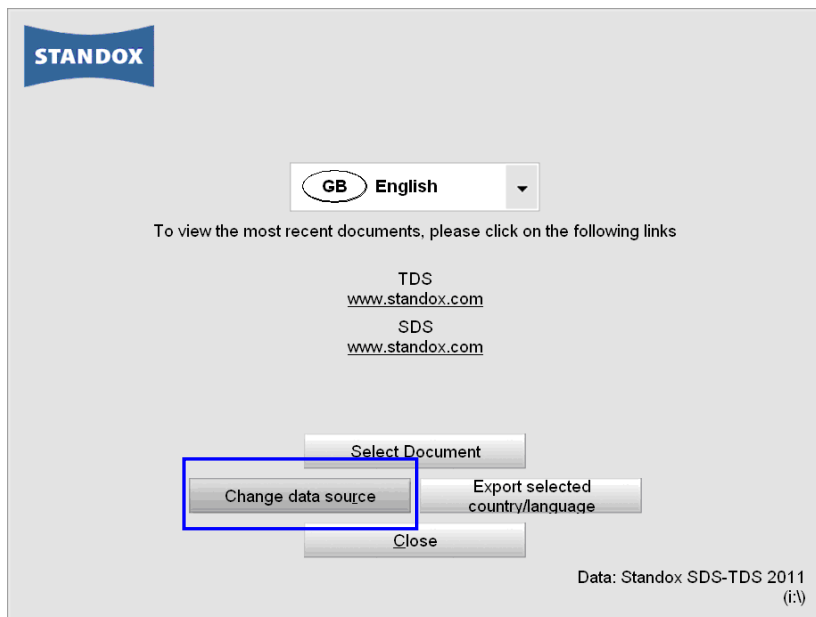 STANDOX
GB English
To view the most recent documents, please click on the following links
TDS
www.standox.com
SDS
www.standox.com
Select Document
Change data source
Export selected
country/language
Close
Data: Standox SDS-TDS 2011
(i:\)